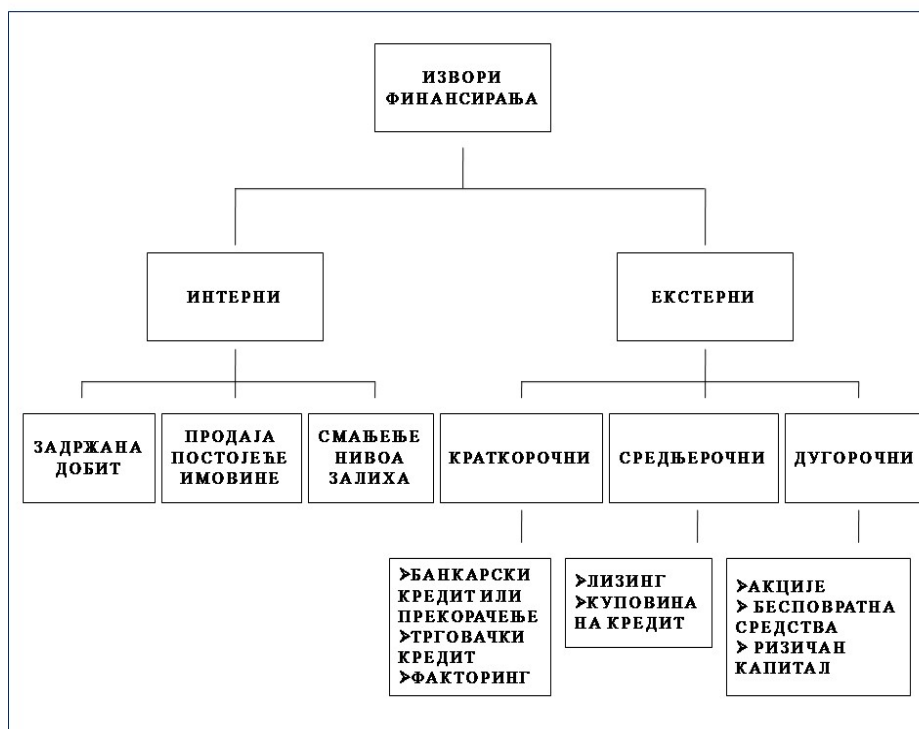 ИЗВОРИ
ФИНАНСИРАЊА
ИНТЕРНИ
ЕКСТЕРНИ
ЗАДРЖАНА
ДОБИТ
ПРОДАЈА
ПОСТОЈЕЋЕ
ИМОВИНЕ
СМАЊЕЊЕ
НИВОА
ЗАЛИХА
КРАТКОРОЧНИ
СРЕДЊЕРОЧНИ
ДУГОРОЧНИ
➢БАНКАРСКИ
КРЕДИТ ИЛИ
ПРЕКОРАЧЕЊЕ
➢ТРГОВАЧКИ
КРЕДИТ
➢ФАКТОРИНГ
➢ЛИЗИНГ
➢КУПОВИНА
НА КРЕДИТ
➢АКЦИЈЕ
➢ БЕСПОВРАТНА
СРЕДСТВА
➢ РИЗИЧАН
КАПИТАЛ